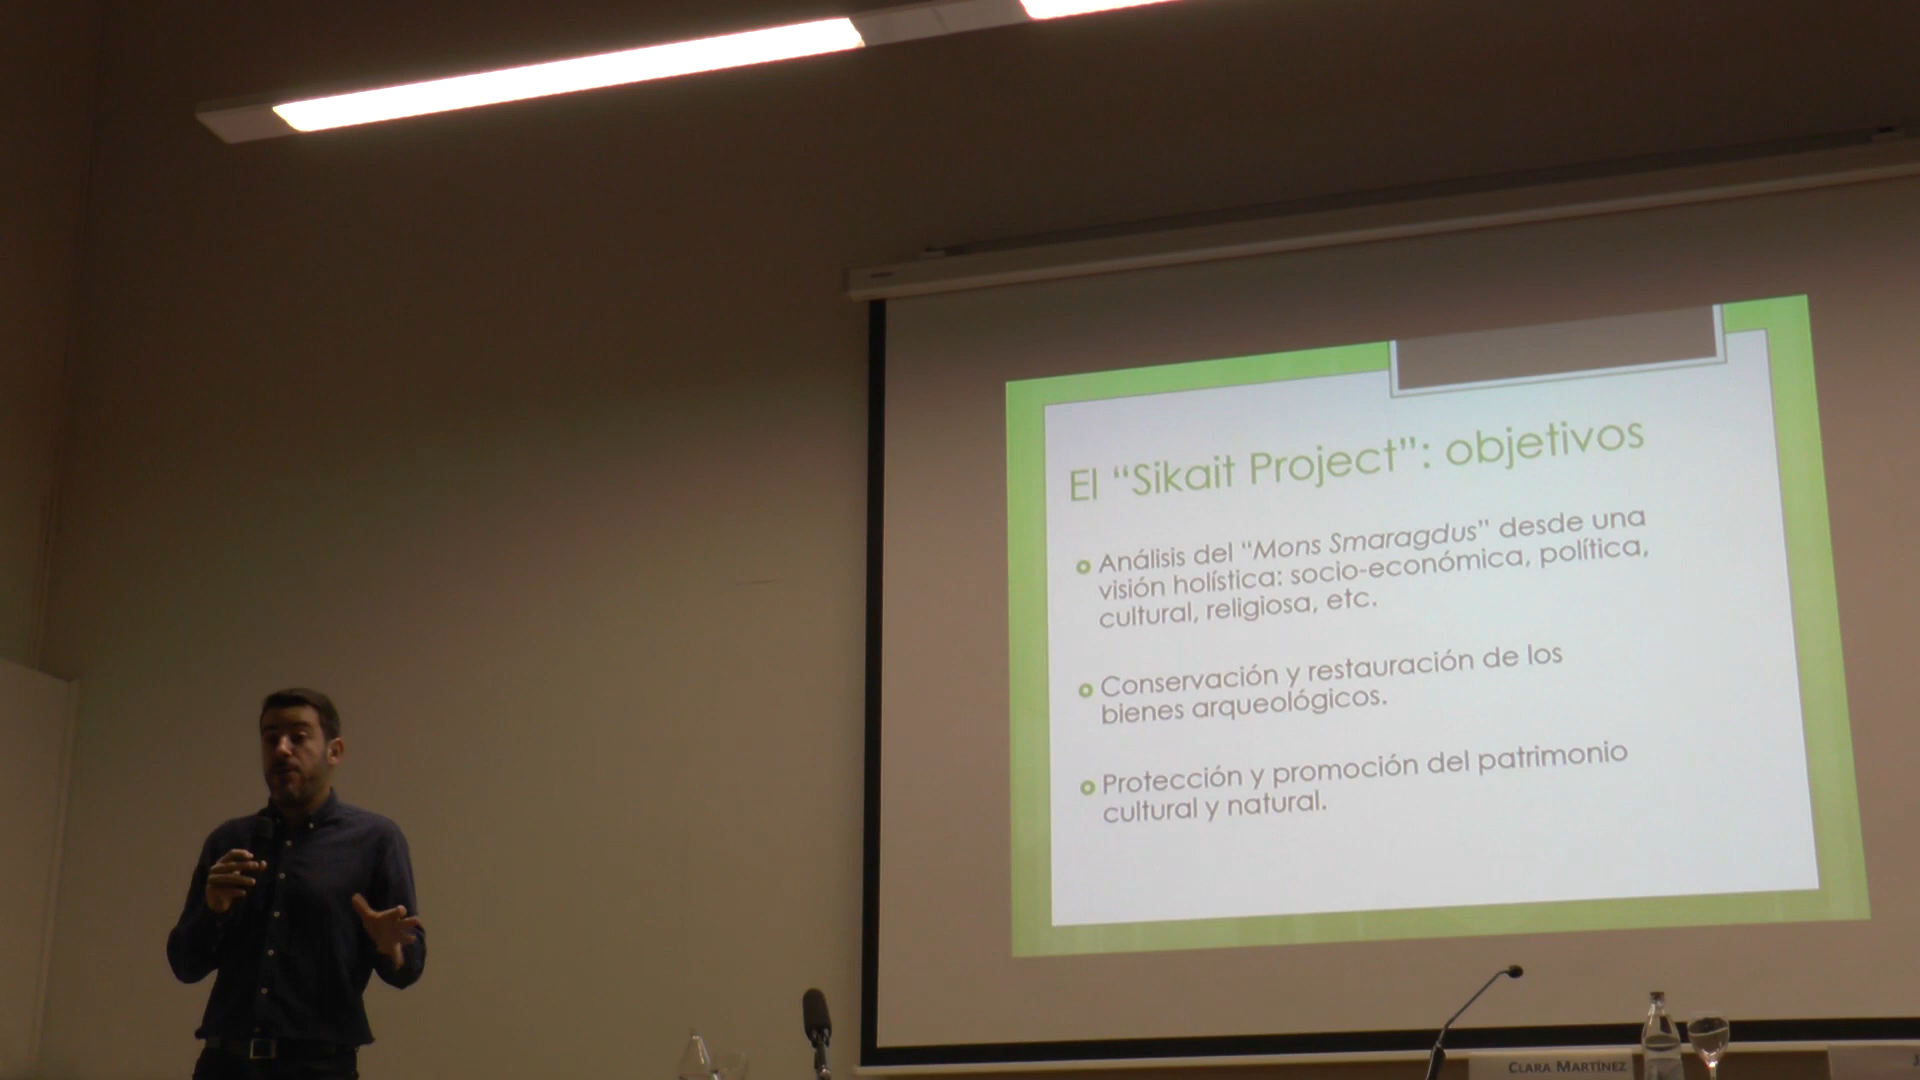 El “Sikait Project”: objetivos
Análisis del “Mons Smaragdus” desde una
visión holística: socio-económica, política,
cultural, religiosa, etc.
Conservación y restauración de los
bienes arqueológicos.
Protección y promoción del patrimonio
cultural y natural.
CLARA MARTÍNEZ